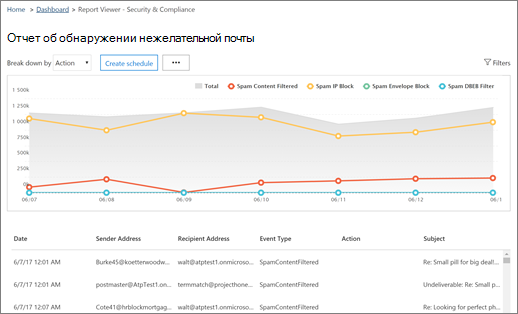 Home > Dashboard > Report Viewer - Security & Compliance
Отчет об обнаружении нежелательной почты
Break down by Action ▼ Create schedule ••• Filters
Total Spam Content Filtered Spam IP Block Spam Envelope Block Spam DBEB Filter
1 500k
1 000k
1 000k
750k
500k
250k
0k
06/07 06/08 06/09 06/10 06/11 06/12 06/1
Date Sender Address Recipient Address Event Type Action Subject
6/7/17 12:01 AM Burke45@koettenwoodw... walt@atptest1.onmicroso... SpamContentFiltered Re: Small pill for big deal!...
6/7/17 12:01 AM postmaster@AtpTest1.on... termmatch@projecthone... SpamContentFiltered Undeliverable: Re: Small p...
6/7/17 12:07 AM Cote41@hrblockmortgag... walt@atptest1.onmicroso... SpamContentFiltered Re: Looking for perfect ph...